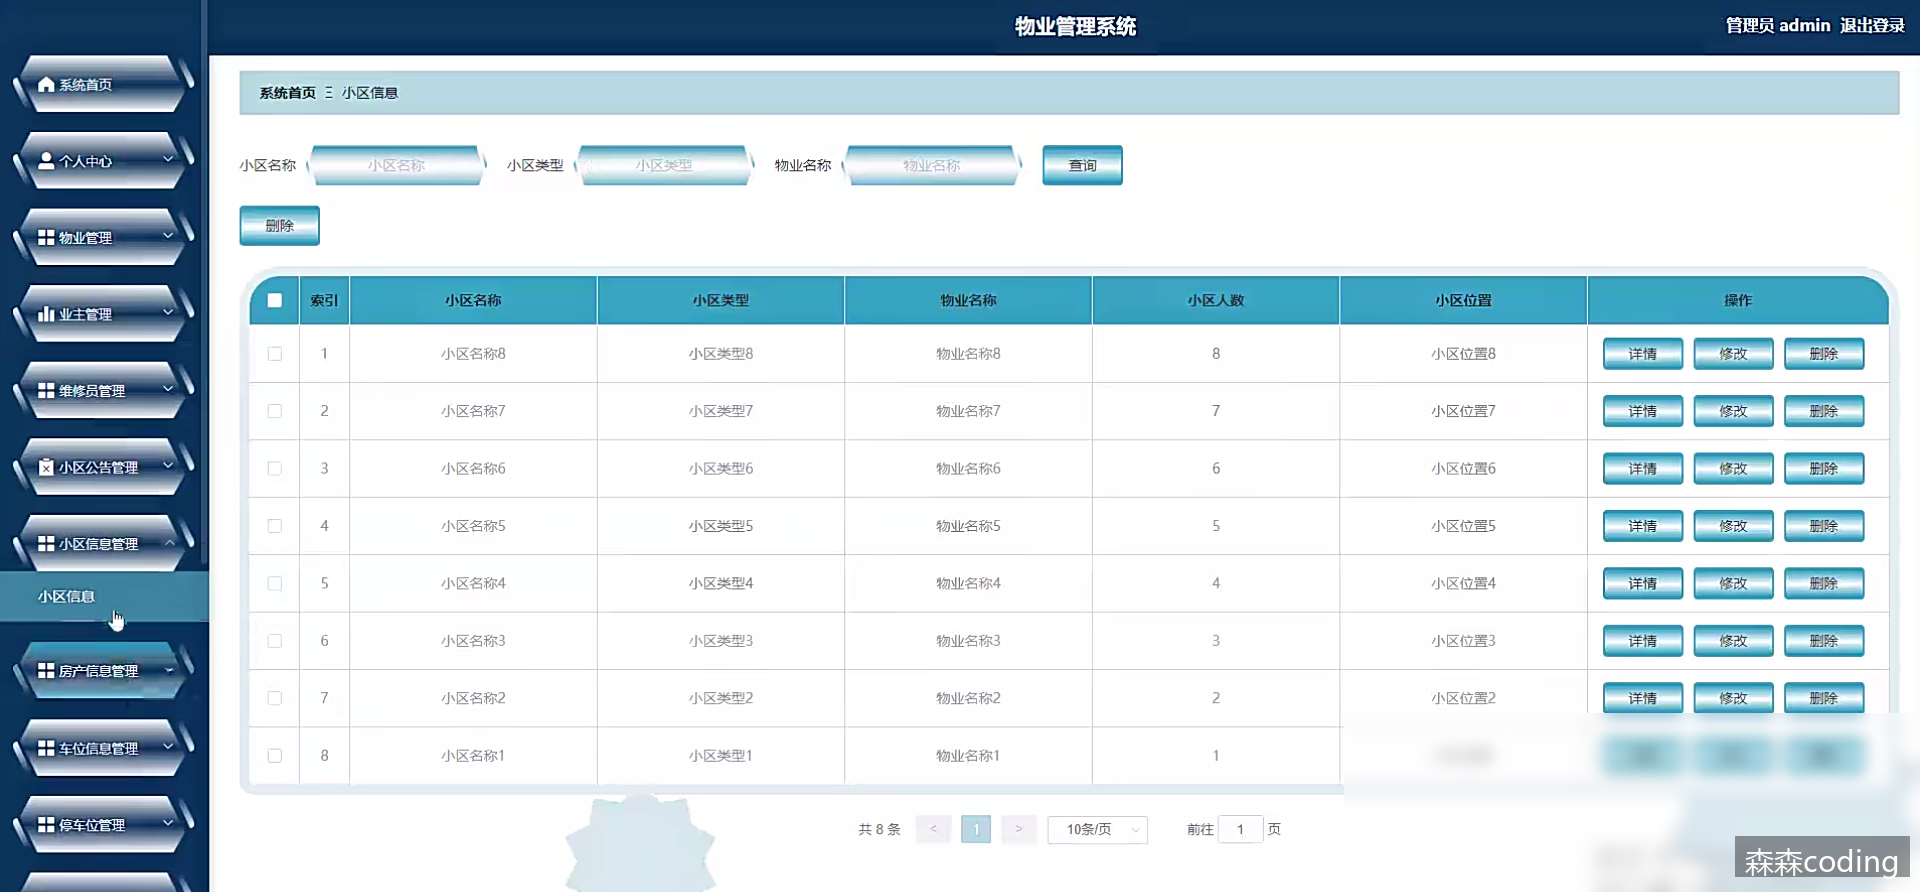 物业管理系统
管理员 admin 退出登录
系统首页
个人中心
物业管理
业主管理
维修员管理
小区公告管理
小区信息管理
小区信息
房产信息管理
车位信息管理
停车位管理
系统首页 Ξ 小区信息
小区名称 小区名称 小区类型 小区类型 物业名称 物业名称 查询
删除
索引 小区名称 小区类型 物业名称 小区人数 小区位置 操作
1 小区名称8 小区类型8 物业名称8 8 小区位置8 详情 修改 删除
2 小区名称7 小区类型7 物业名称7 7 小区位置7 详情 修改 删除
3 小区名称6 小区类型6 物业名称6 6 小区位置6 详情 修改 删除
4 小区名称5 小区类型5 物业名称5 5 小区位置5 详情 修改 删除
5 小区名称4 小区类型4 物业名称4 4 小区位置4 详情 修改 删除
6 小区名称3 小区类型3 物业名称3 3 小区位置3 详情 修改 删除
7 小区名称2 小区类型2 物业名称2 2 小区位置2 详情 修改 删除
8 小区名称1 小区类型1 物业名称1 1
共 8 条 < 1 > 10条/页 前往 1 页
森森coding